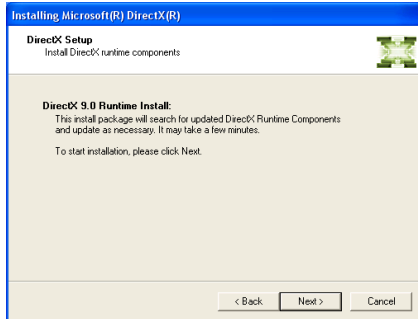 Installing Microsoft(R) DirectX(R)
DirectX Setup
Install DirectX runtime components
DirectX 9.0 Runtime Install:
This install package will search for updated DirectX Runtime Components
and update as necessary. It may take a few minutes.
To start installation, please click Next.
< Back
Next >
Cancel